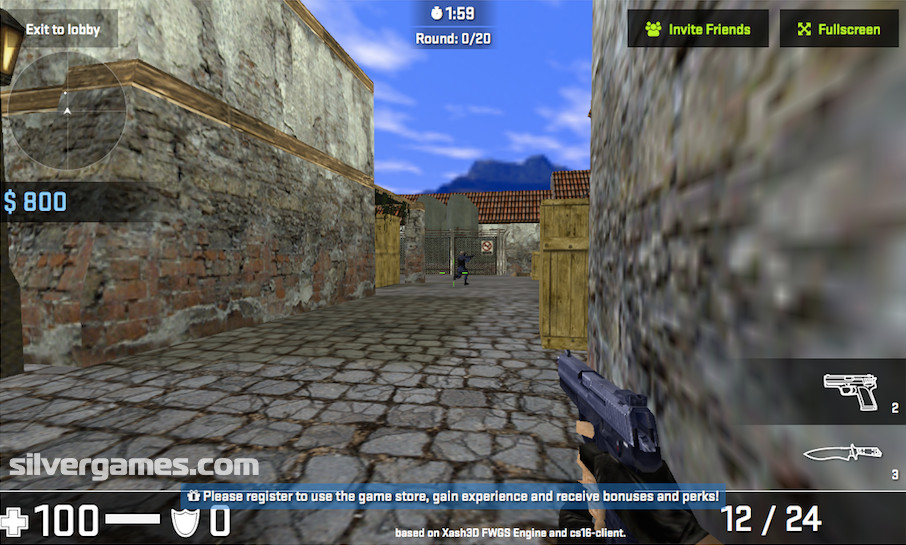 Exit to lobby
1:59
Round: 0/20
Invite Friends
Fullscreen
$ 800
2
3
silvergames.com
Please register to use the game store, gain experience and receive bonuses and perks!
100
0
based on Xash3D FWGS Engine and cs16-client.
12 / 24